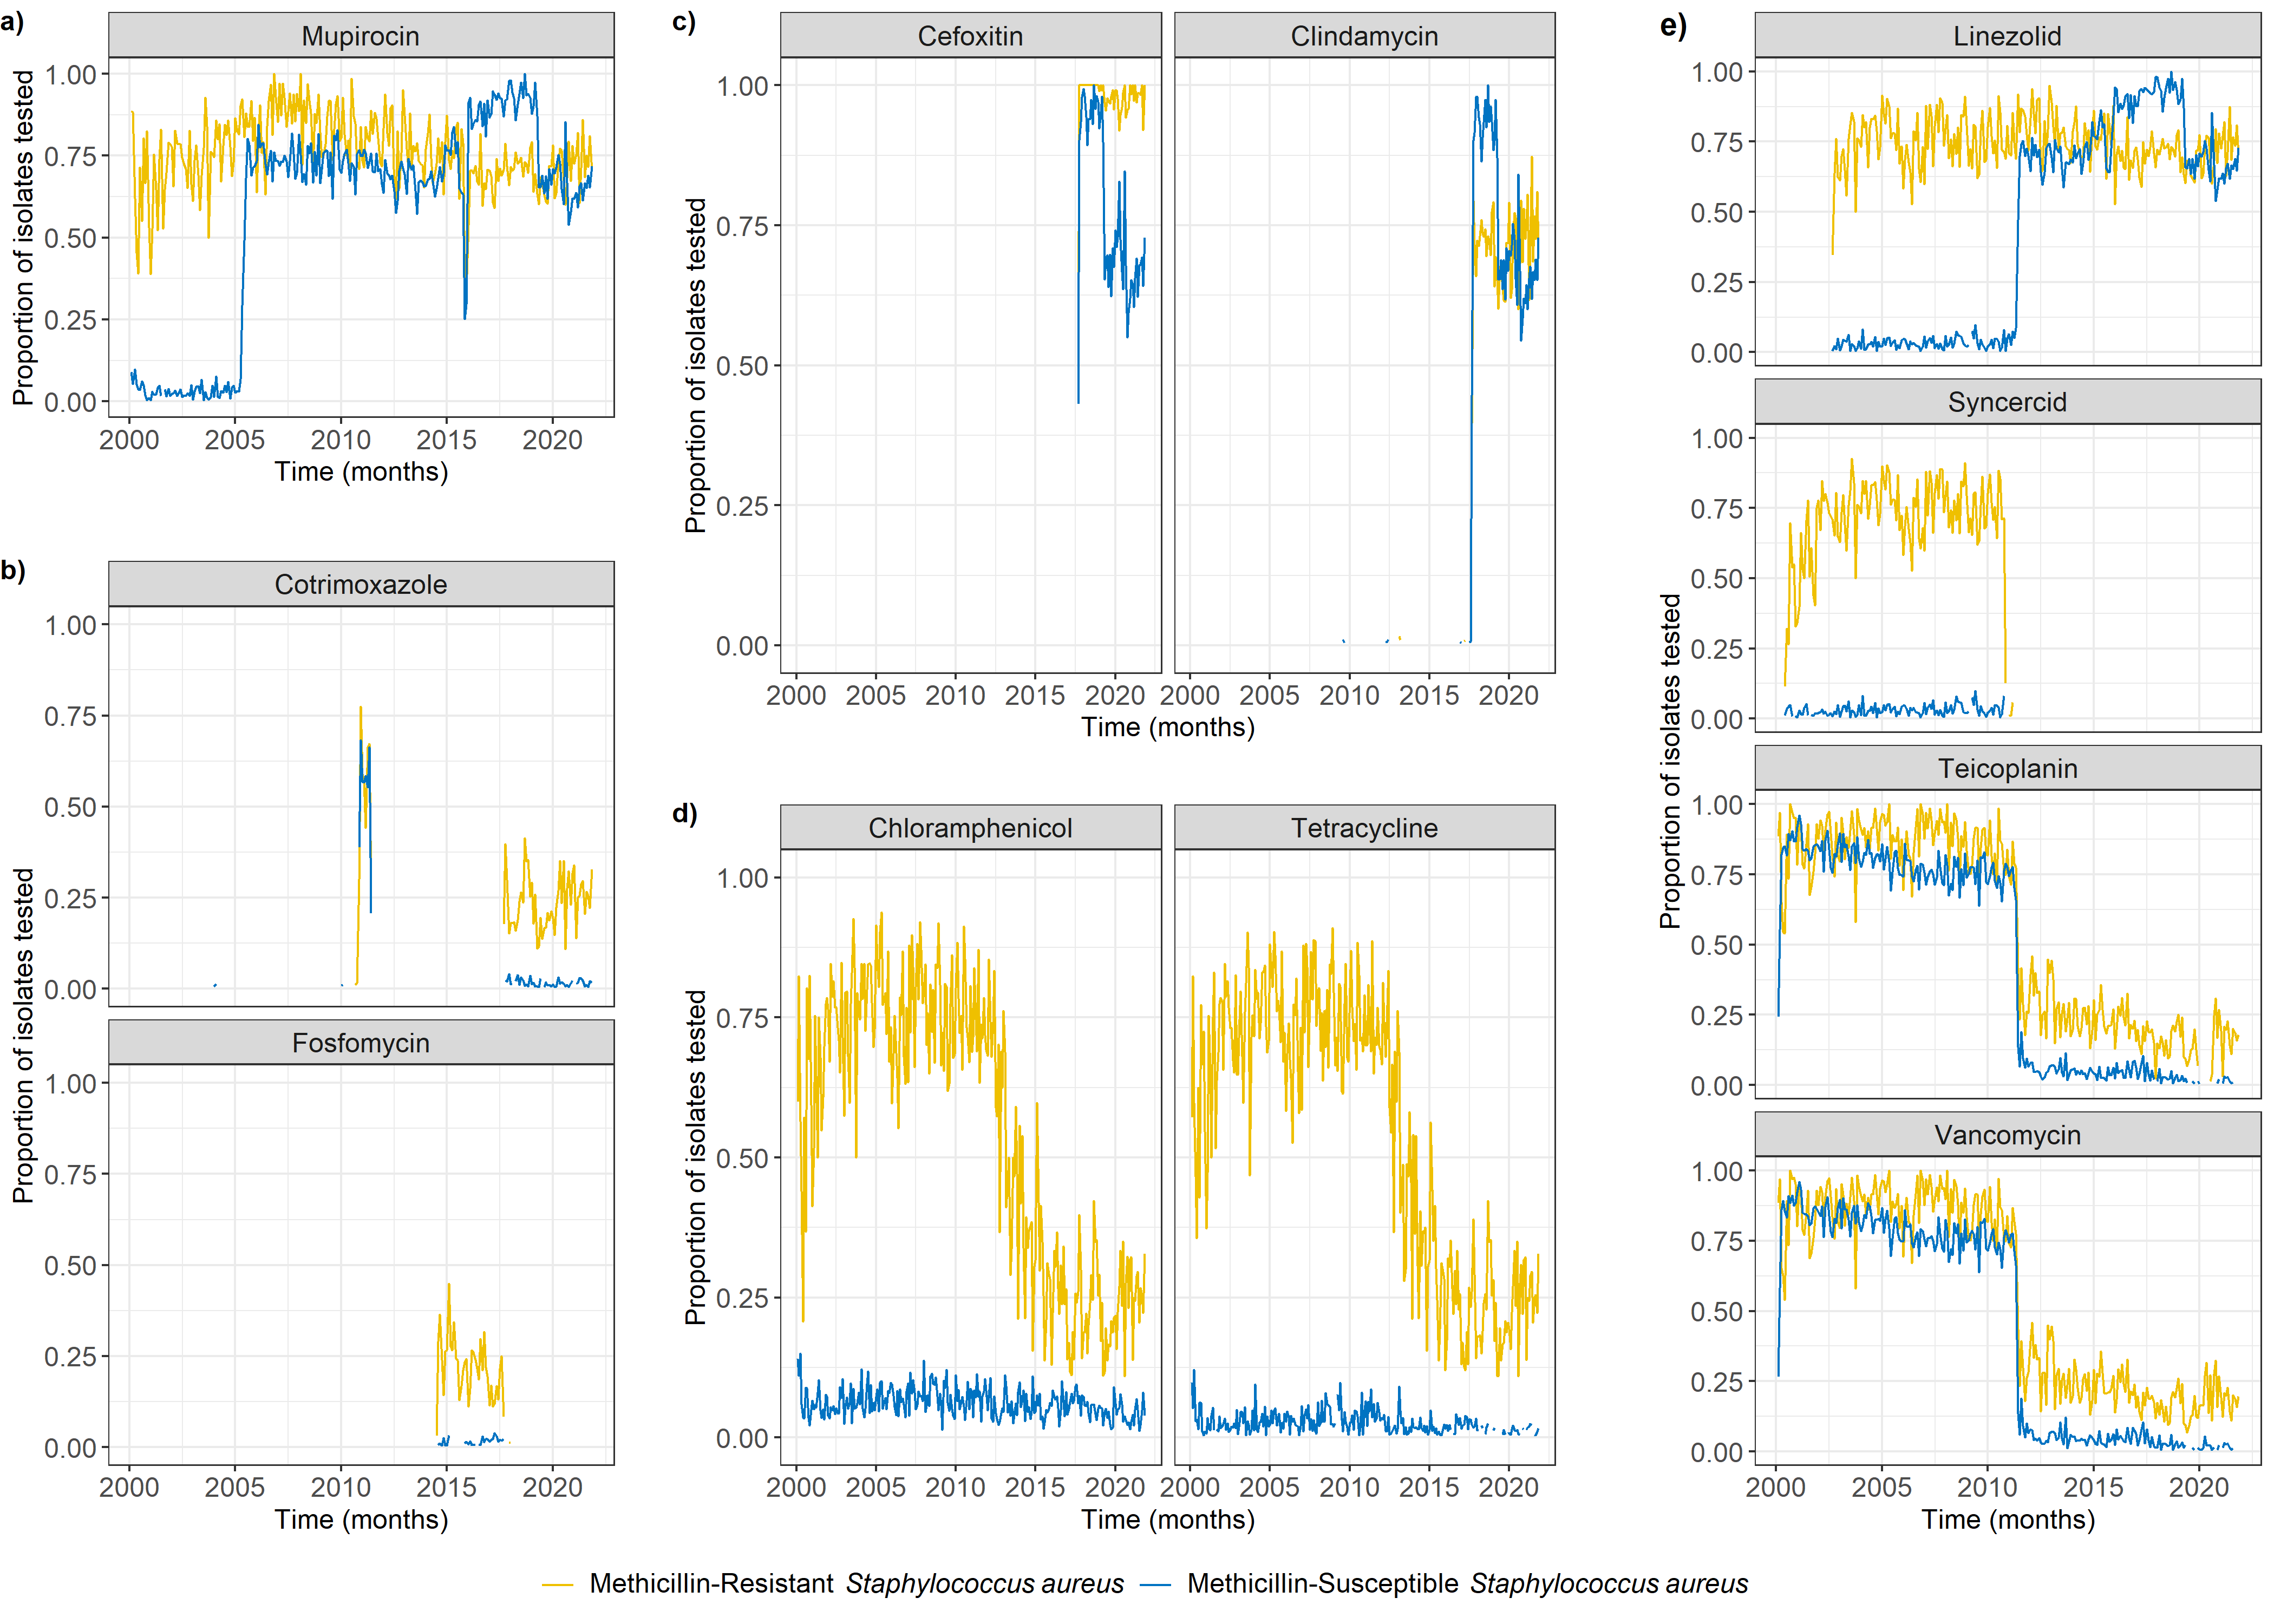 a)
Mupirocin
Proportion of isolates tested
1.00
0.75
0.50
0.25
0.00
2000 2005 2010 2015 2020
Time (months)
b)
Cotrimoxazole
Proportion of isolates tested
1.00
0.75
0.50
0.25
0.00
Fosfomycin
1.00
0.75
0.50
0.25
0.00
2000 2005 2010 2015 2020
Time (months)
c)
Cefoxitin
Clindamycin
Proportion of isolates tested
1.00
0.75
0.50
0.25
0.00
2000 2005 2010 2015 2020 2000 2005 2010 2015 2020
Time (months)
d)
Chloramphenicol
Tetracycline
Proportion of isolates tested
1.00
0.75
0.50
0.25
0.00
2000 2005 2010 2015 2020 2000 2005 2010 2015 2020
Time (months)
e)
Linezolid
Proportion of isolates tested
1.00
0.75
0.50
0.25
0.00
Syncercid
1.00
0.75
0.50
0.25
0.00
Teicoplanin
1.00
0.75
0.50
0.25
0.00
Vancomycin
1.00
0.75
0.50
0.25
0.00
2000 2005 2010 2015 2020
Time (months)
Methicillin-Resistant Staphylococcus aureus Methicillin-Susceptible Staphylococcus aureus